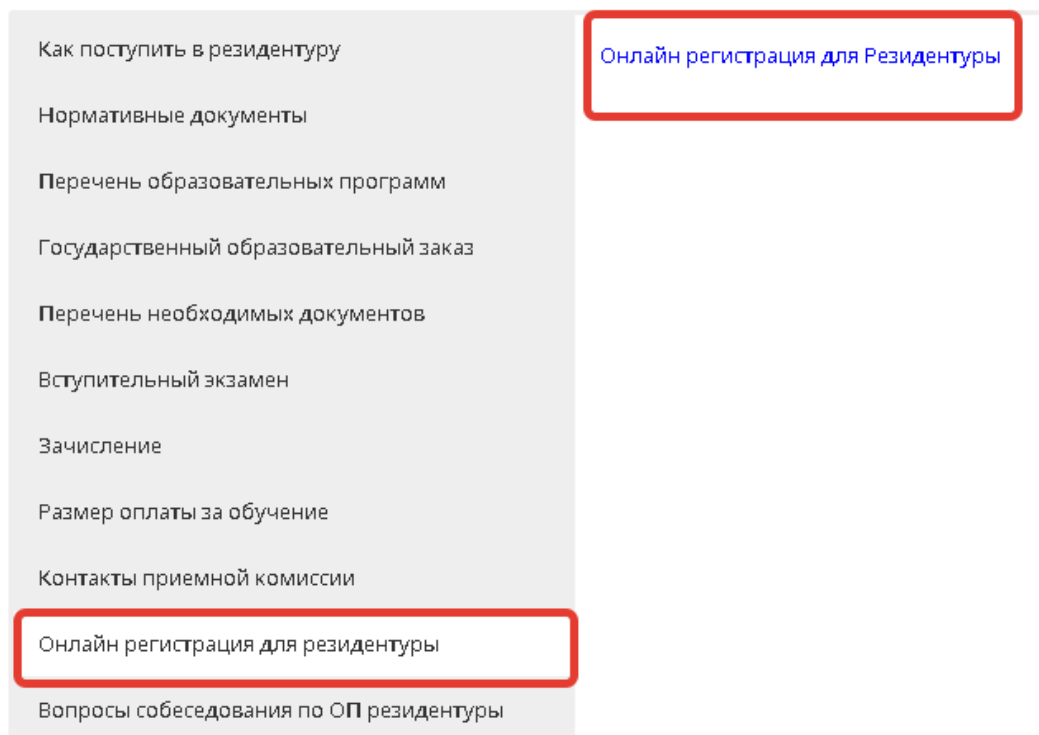 Как поступить в резидентуру
Нормативные документы
Перечень образовательных программ
Государственный образовательный заказ
Перечень необходимых документов
Вступительный экзамен
Зачисление
Размер оплаты за обучение
Контакты приемной комиссии
Онлайн регистрация для резидентуры
Вопросы собеседования по ОП резидентуры
Онлайн регистрация для Резидентуры